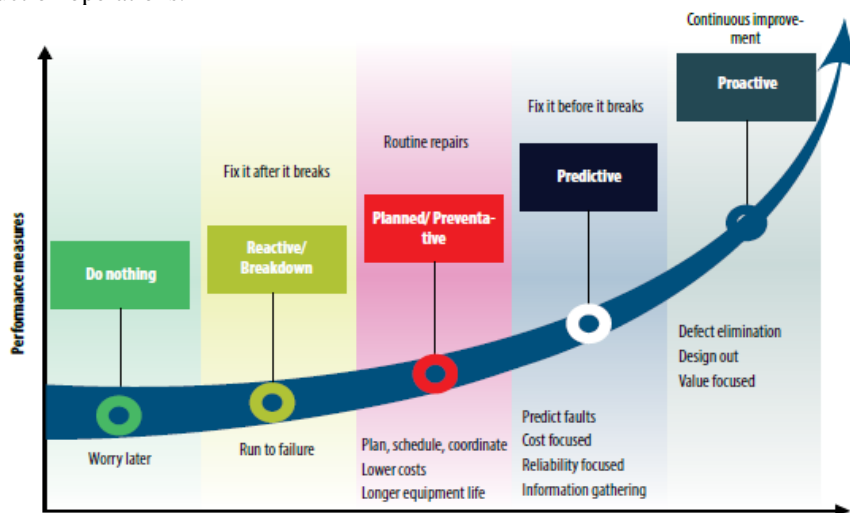 Continuous improve-
ment
Proactive
Fix it before it breaks
Predictive
Routine repairs
Planned/ Preventa-
tive
Fix it after it breaks
Reactive/
Breakdown
Do nothing
Performance measures
Worry later
Run to failure
Plan, schedule, coordinate
Lower costs
Longer equipment life
Predict faults
Cost focused
Reliability focused
Information gathering
Defect elimination
Design out
Value focused